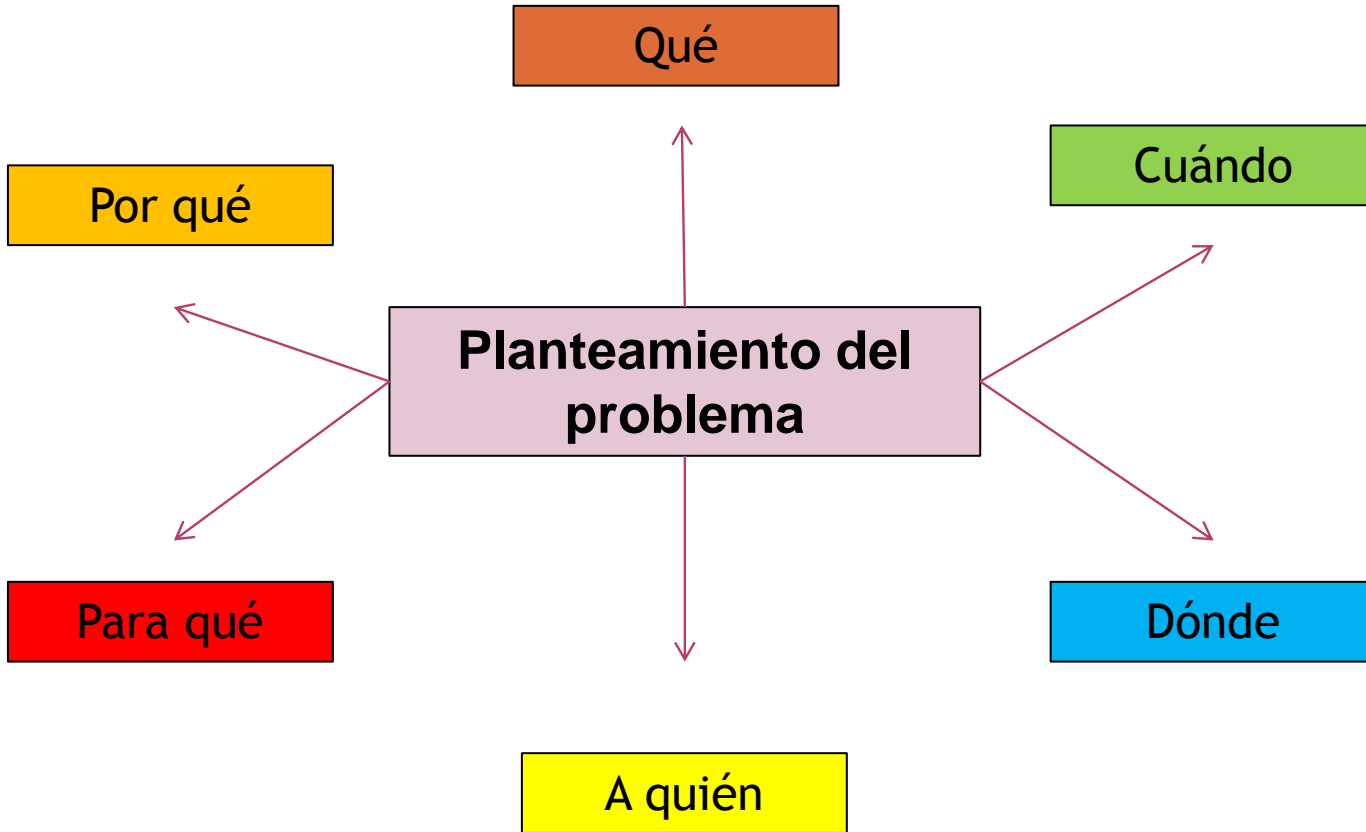 Qué
Cuándo
Por qué
Planteamiento del
problema
Para qué
Dónde
A quién